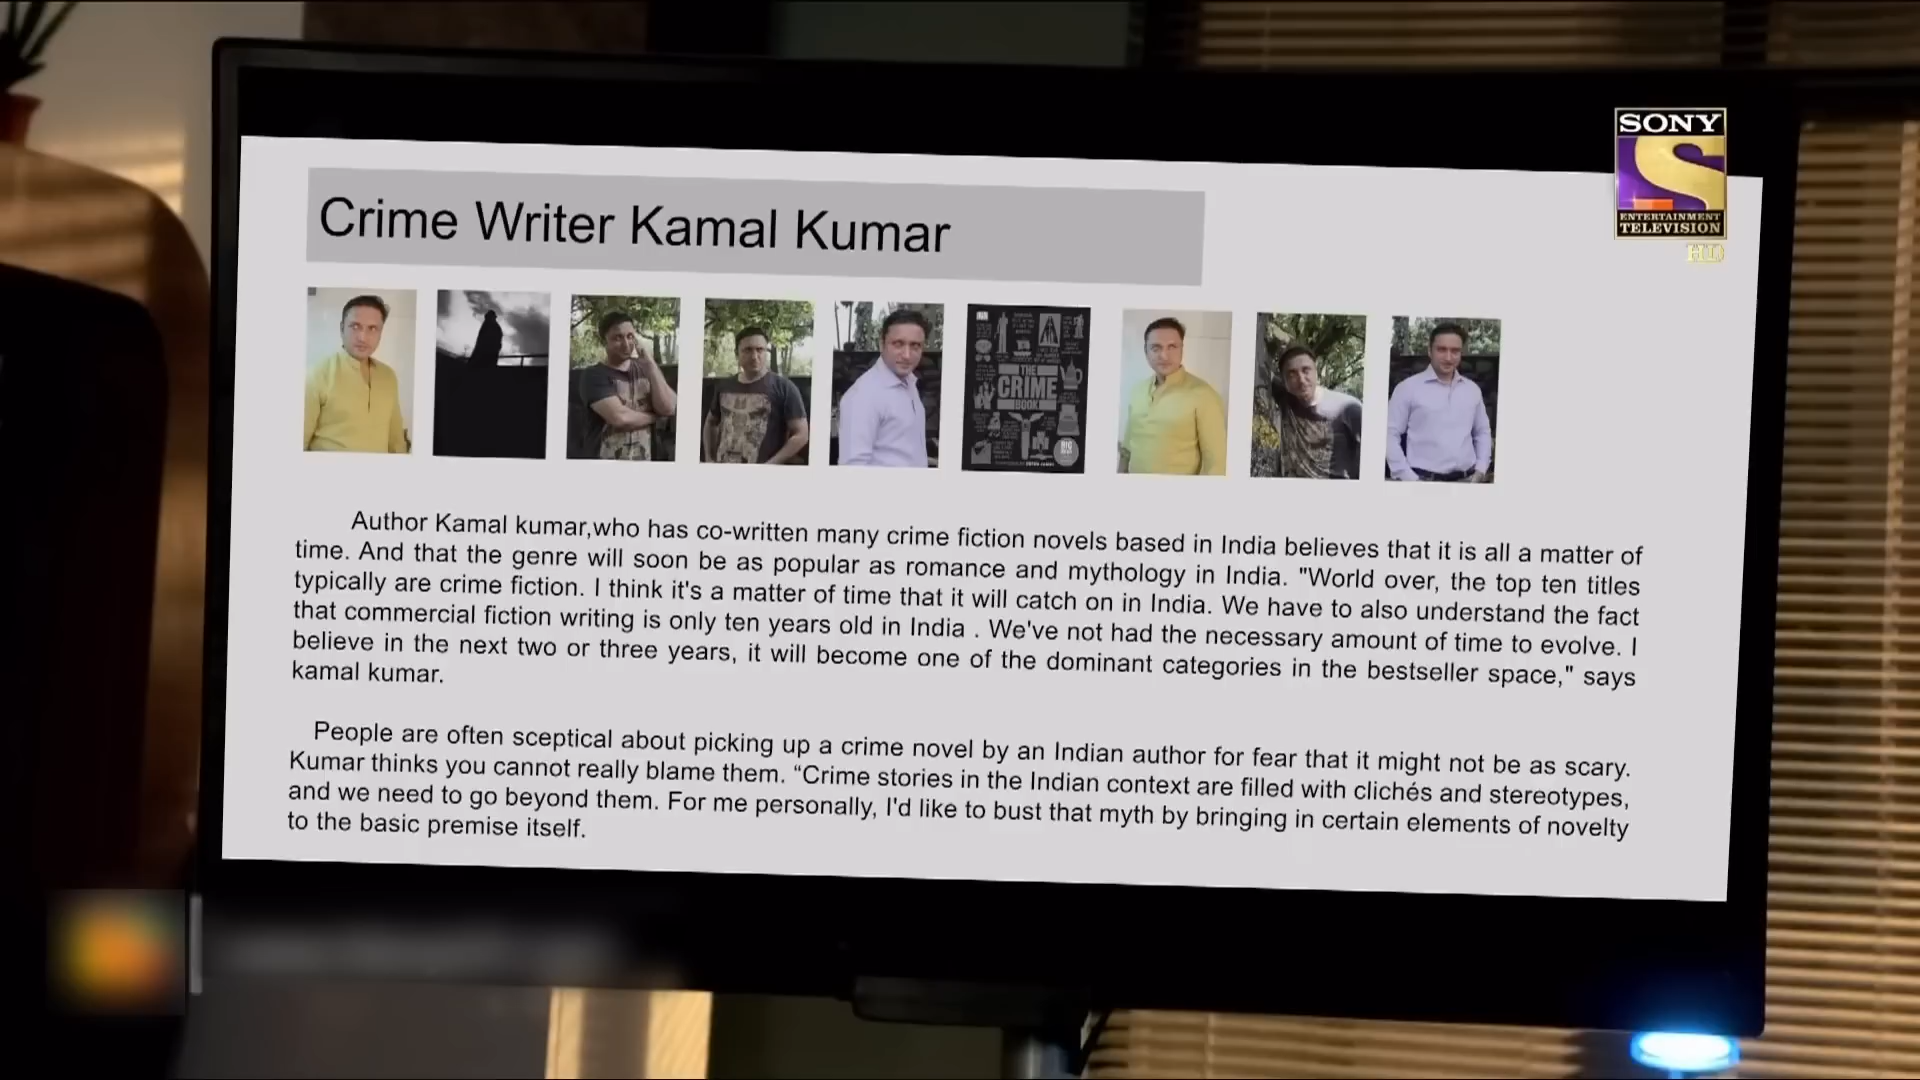 SONY
ENTERTAINMENT
TELEVISION
HD
Crime Writer Kamal Kumar
THE
CRIME
BOOK
BIG
Author Kamal kumar,who has co-written many crime fiction novels based in India believes that it is all a matter of
time. And that the genre will soon be as popular as romance and mythology in India. "World over, the top ten titles
typically are crime fiction. I think it's a matter of time that it will catch on in India. We have to also understand the fact
that commercial fiction writing is only ten years old in India . We've not had the necessary amount of time to evolve. I
believe in the next two or three years, it will become one of the dominant categories in the bestseller space," says
kamal kumar.
People are often sceptical about picking up a crime novel by an Indian author for fear that it might not be as scary.
Kumar thinks you cannot really blame them. “Crime stories in the Indian context are filled with clichés and stereotypes,
and we need to go beyond them. For me personally, I'd like to bust that myth by bringing in certain elements of novelty
to the basic premise itself.